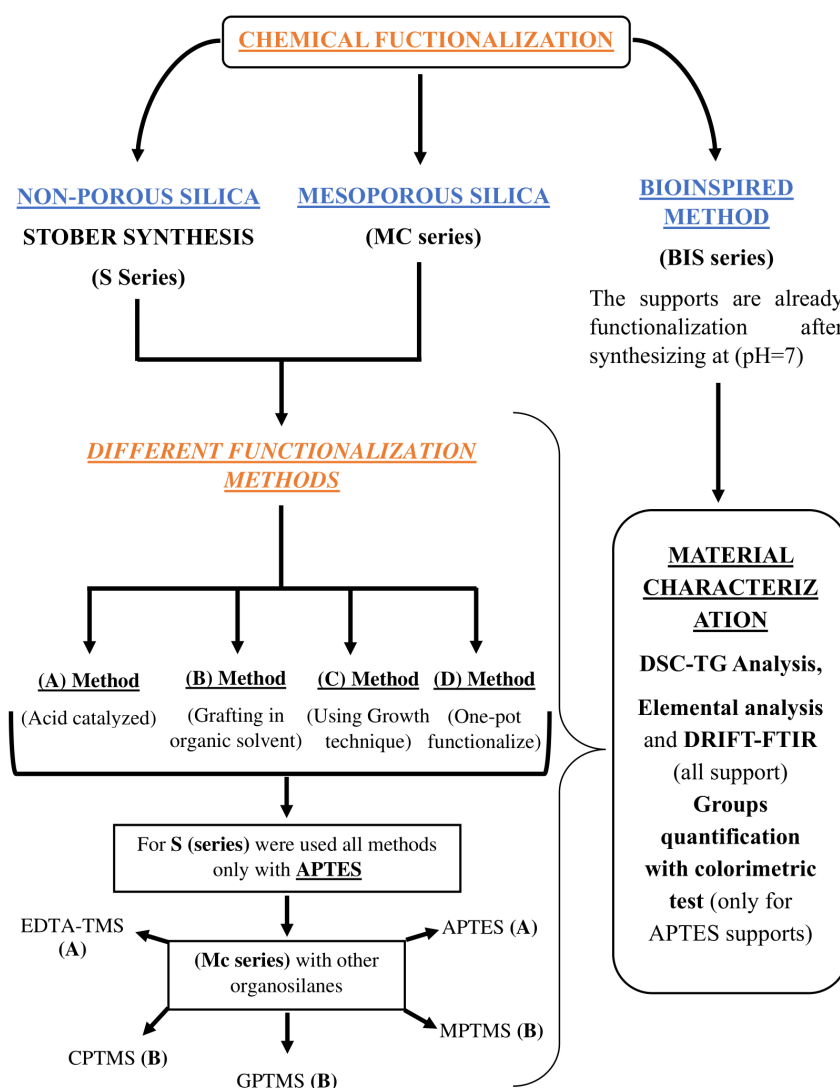 CHEMICAL FUCTIONALIZATION
NON-POROUS SILICA
STOBER SYNTHESIS
(S Series)
MESOPOROUS SILICA
(MC series)
BIOINSPIRED
METHOD
(BIS series)
The supports are already
functionalization after
synthesizing at (pH=7)
DIFFERENT FUNCTIONALIZATION
METHODS
(A) Method
(Acid catalyzed)
(B) Method
(Grafting in
organic solvent)
(C) Method
(Using Growth
technique)
(D) Method
(One-pot
functionalize)
For S (series) were used all methods
only with APTES
(Mc series) with other
organosilanes
EDTA-TMS
(A)
APTES (A)
CPTMS (B)
GPTMS (B)
MPTMS (B)
MATERIAL
CHARACTERIZ
ATION
DSC-TG Analysis,
Elemental analysis
and DRIFT-FTIR
(all support)
Groups
quantification
with colorimetric
test (only for
APTES supports)